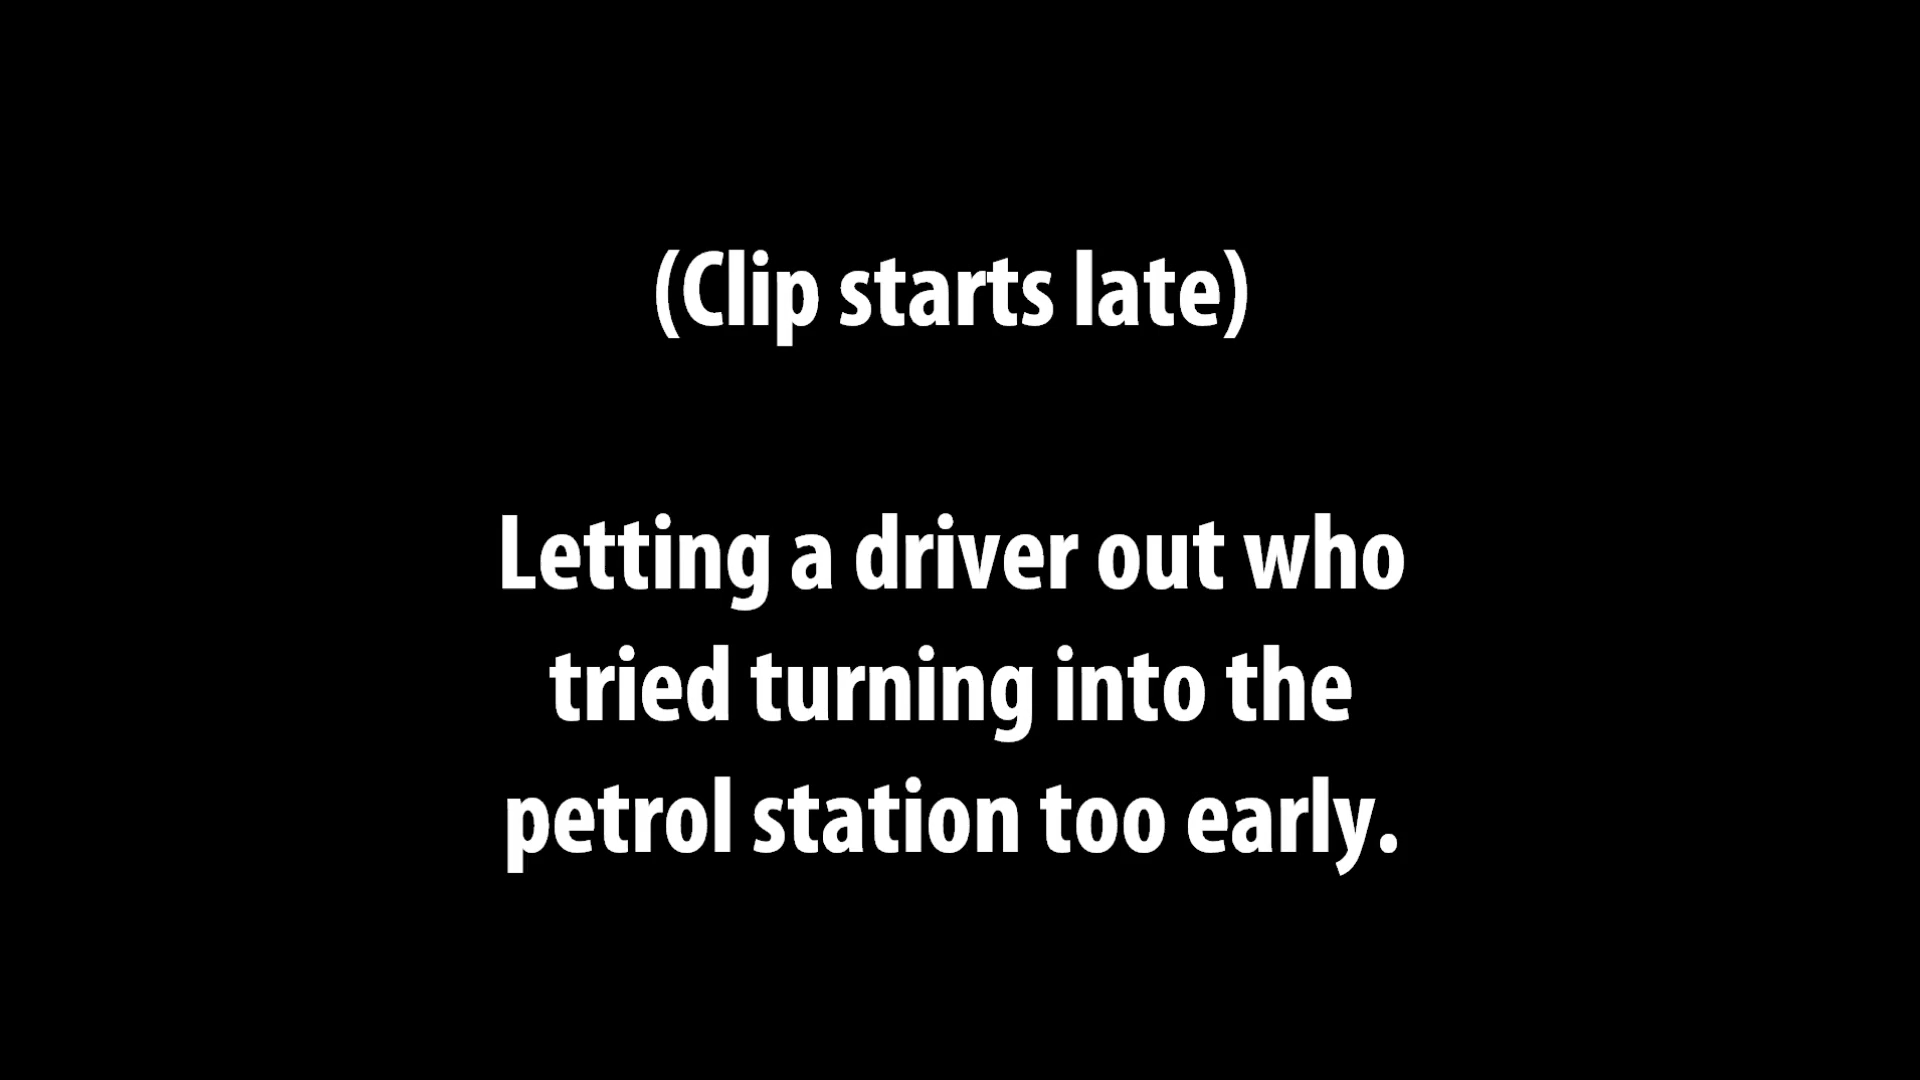 (Clip starts late)
Letting a driver out who
tried turning into the
petrol station too early.